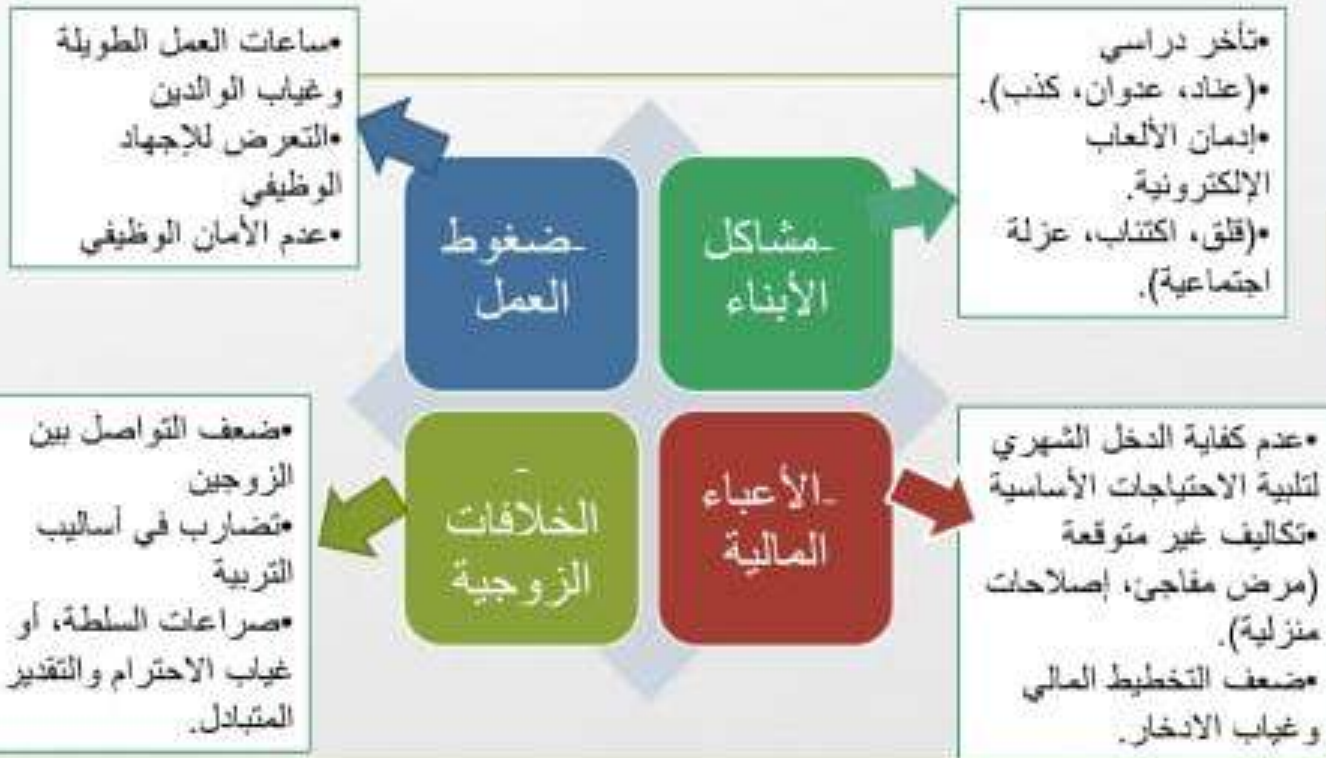 •تأخر دراسي
•(عناد، عدوان، كذب).
•إدمان الألعاب
الإلكترونية.
•(قلق، اكتئاب، عزلة
اجتماعية).
•ساعات العمل الطويلة
وغياب الوالدين
•التعرض للإجهاد
الوظيفي
•عدم الأمان الوظيفي
-مشاكل
الأبناء
-ضغوط
العمل
-الأعباء
المالية
-
الخلافات
الزوجية
•عدم كفاية الدخل الشهري
لتلبية الاحتياجات الأساسية
•تكاليف غير متوقعة
(مرض مفاجئ، إصلاحات
منزلية).
•ضعف التخطيط المالي
وغياب الادخار.
•ضعف التواصل بين
الزوجين
•تضارب في أساليب
التربية
•صراعات السلطة، أو
غياب الاحترام والتقدير
المتبادل.